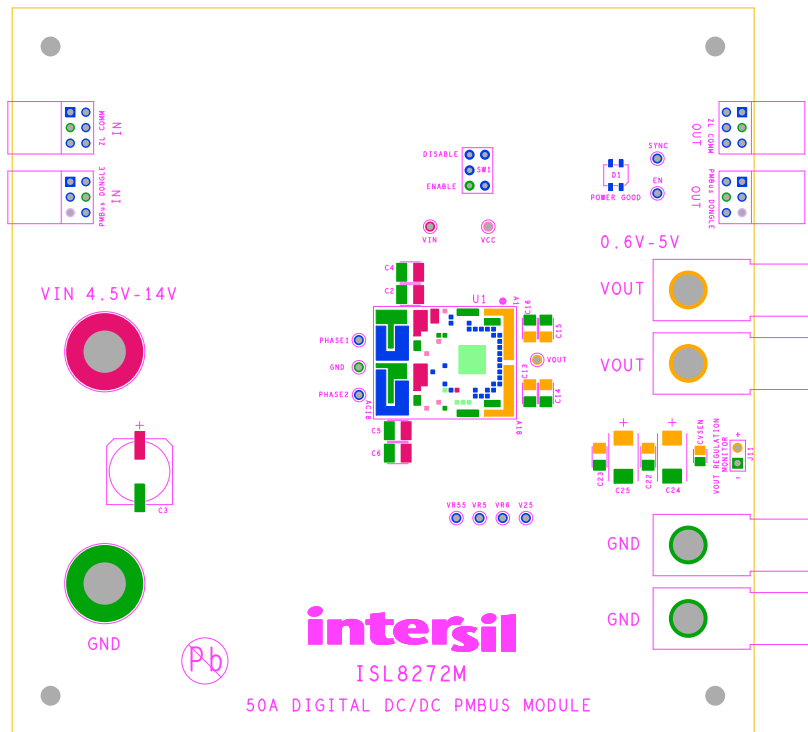 ZL COMM
IN
PMBus DONGLE
IN
DISABLE
SW1
ENABLE
VIN
VCC
SYNC
D1
EN
POWER GOOD
OUT
ZL COMM
OUT
PMBus DONGLE
0.6V-5V
VIN 4.5V-14V
VOUT
VOUT
C4
C2
U1
A1
C16
C15
PHASE1
GND
PHASE2
VOUT
C13
C14
AC18
A18
C5
C6
+
C3
+
+
C23
C25
C22
C24
CVSEN
VOUT REGULATION
MONITOR
+
J11
-
VR55
VR5
VR6
V25
GND
GND
GND
Pb
intersil
ISL8272M
50A DIGITAL DC/DC PMBUS MODULE